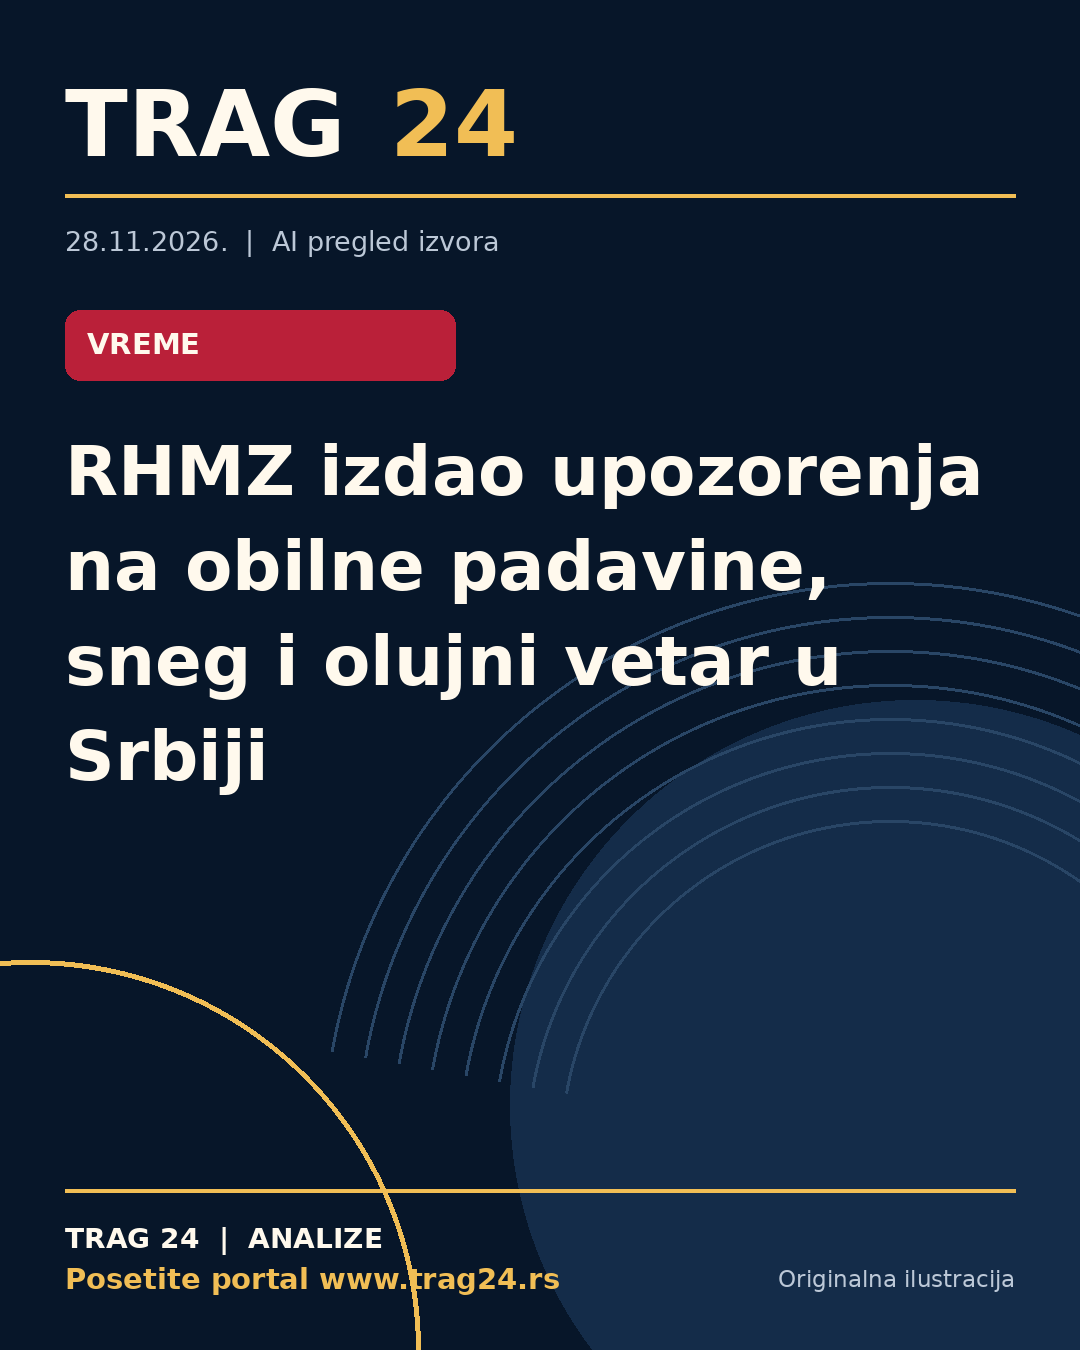 TRAG 24
28.11.2026. | AI pregled izvora
VREME
RHMZ izdao upozorenja
na obilne padavine,
sneg i olujni vetar u
Srbiji
TRAG 24 | ANALIZE
Posetite portal www.trag24.rs
Originalna ilustracija